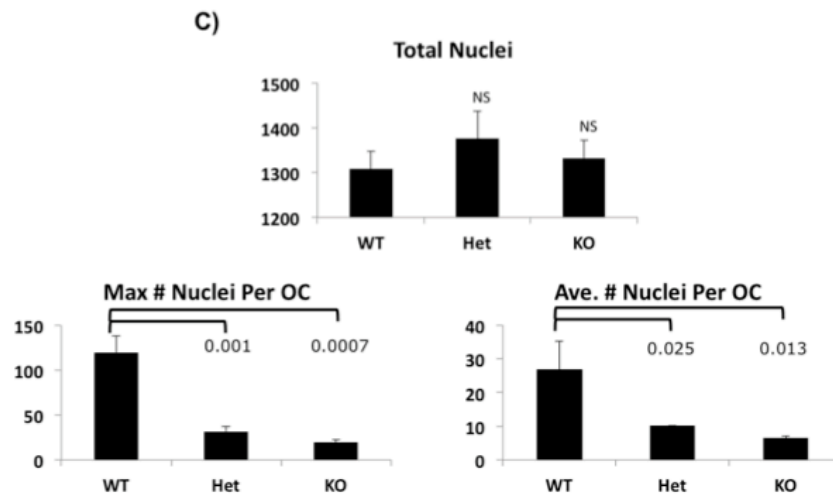 C)
Total Nuclei
1500
1400
1300
1200
NS
NS
WT Het KO
Max # Nuclei Per OC
150
100
50
0
0.001 0.0007
WT Het KO
Ave. # Nuclei Per OC
40
30
20
10
0
0.025 0.013
WT Het KO